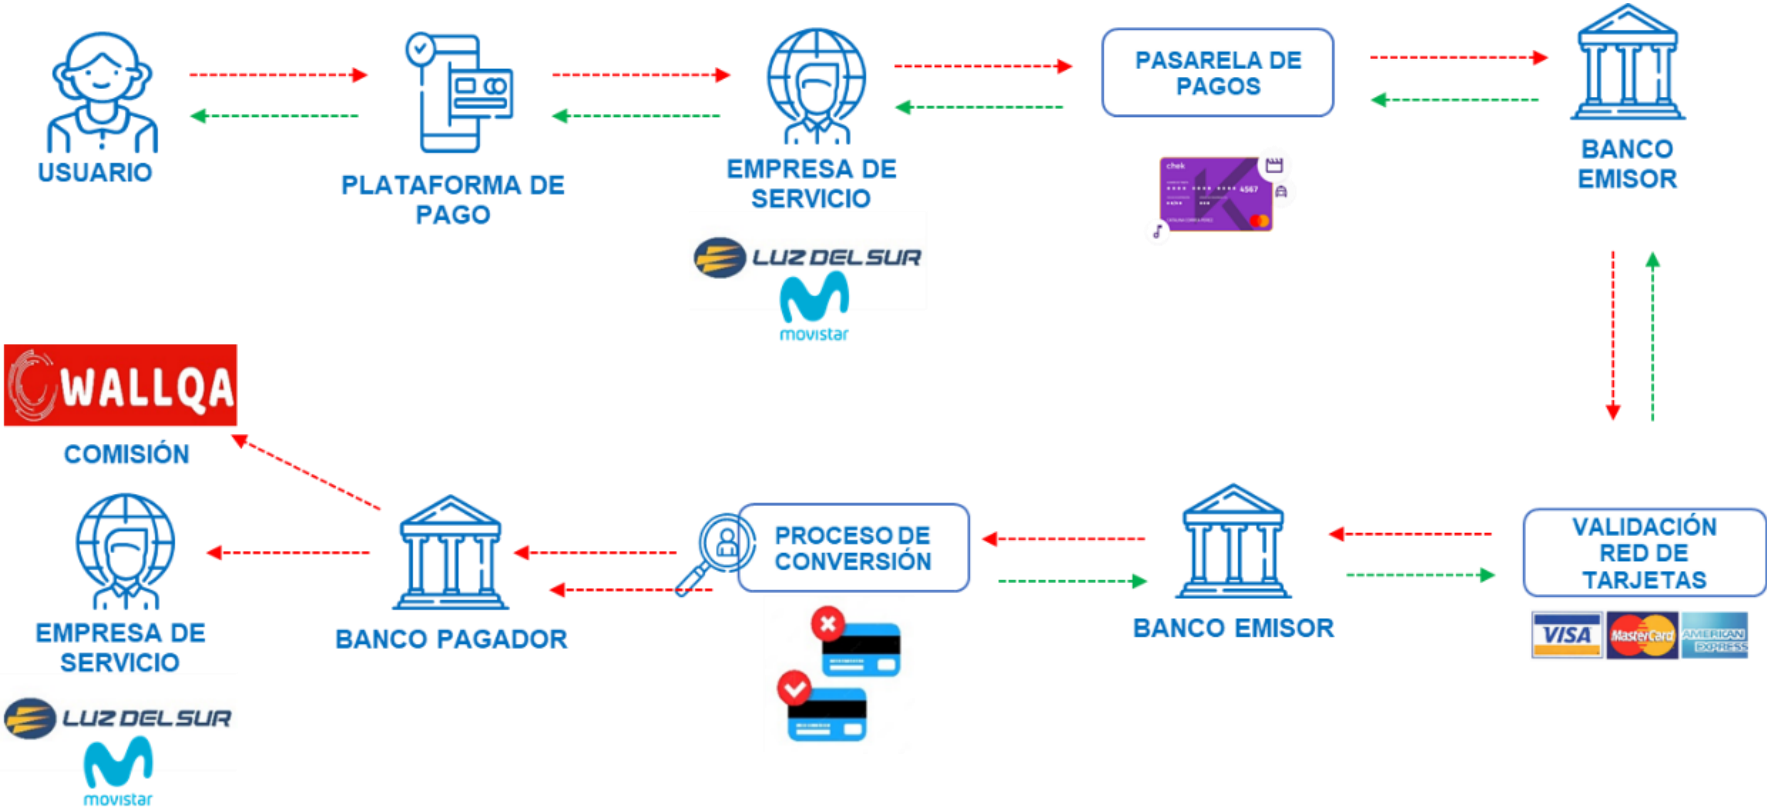 USUARIO
PLATAFORMA DE
PAGO
EMPRESA DE
SERVICIO
LUZ DEL SUR
movistar
PASARELA DE
PAGOS
chek
4567
BANCO
EMISOR
WALLQA
COMISIÓN
EMPRESA DE
SERVICIO
LUZ DEL SUR
movistar
BANCO PAGADOR
PROCESO DE
CONVERSIÓN
BANCO EMISOR
VALIDACIÓN
RED DE
TARJETAS
VISA
MasterCard
AMERICAN
EXPRESS